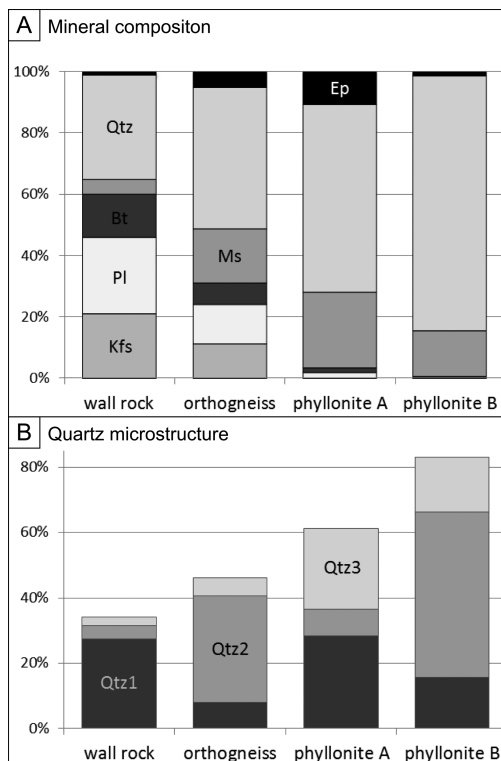 A Mineral compositon
100%
80%
60%
40%
20%
0%
Qtz
Bt
Pl
Kfs
Ms
Ep
wall rock orthogneiss phyllonite A phyllonite B
B Quartz microstructure
80%
60%
40%
20%
0%
Qtz1
Qtz2
Qtz3
wall rock orthogneiss phyllonite A phyllonite B